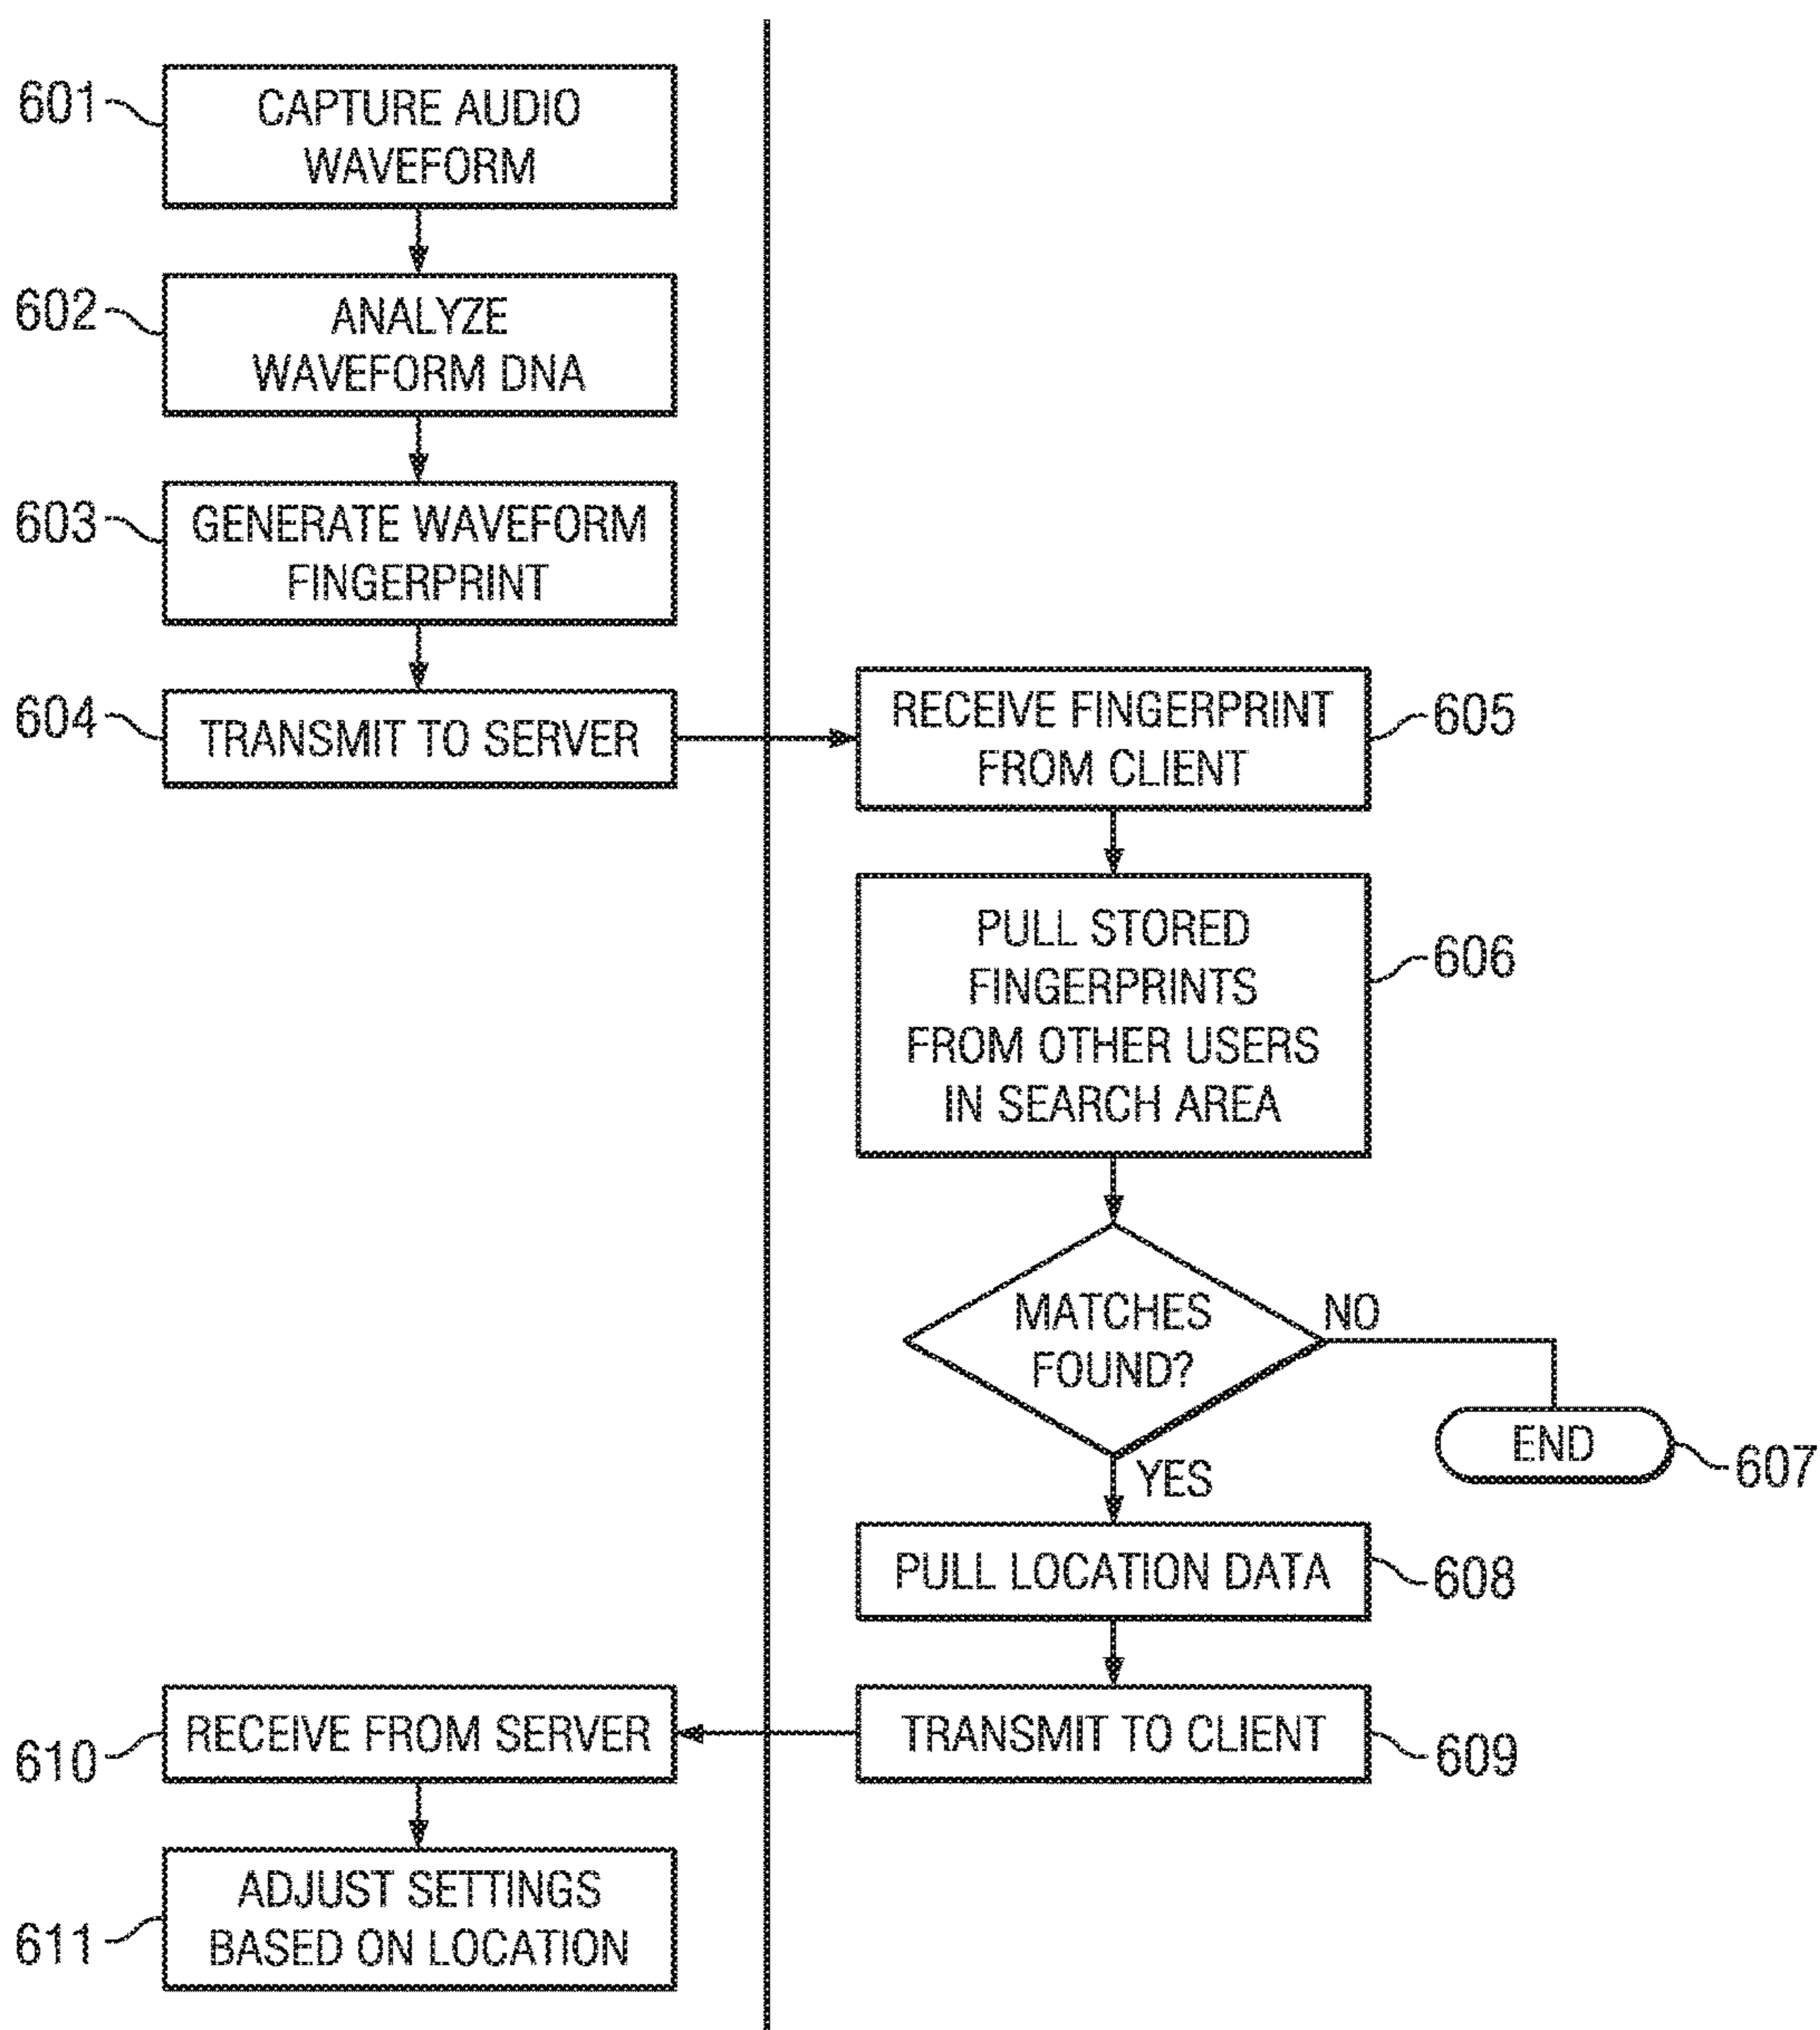 601
CAPTURE AUDIO
WAVEFORM
602
ANALYZE
WAVEFORM DNA
603
GENERATE WAVEFORM
FINGERPRINT
604
TRANSMIT TO SERVER
RECEIVE FINGERPRINT
FROM CLIENT
605
PULL STORED
FINGERPRINTS
FROM OTHER USERS
IN SEARCH AREA
606
MATCHES
FOUND?
NO
END
607
YES
PULL LOCATION DATA
608
TRANSMIT TO CLIENT
609
610
RECEIVE FROM SERVER
611
ADJUST SETTINGS
BASED ON LOCATION